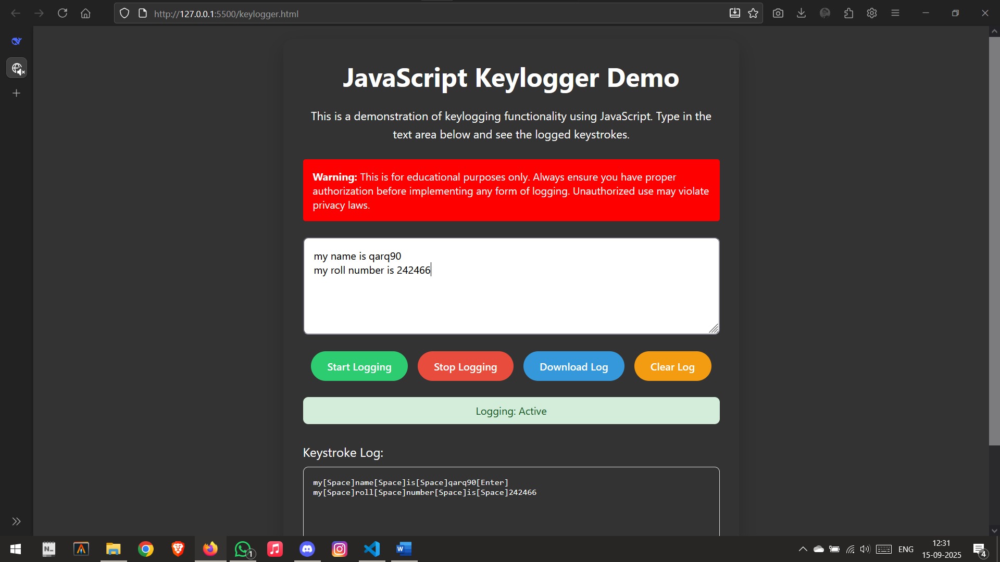 http://127.0.0.1:5500/keylogger.html
JavaScript Keylogger Demo
This is a demonstration of keylogging functionality using JavaScript. Type in the
text area below and see the logged keystrokes.
Warning: This is for educational purposes only. Always ensure you have proper
authorization before implementing any form of logging. Unauthorized use may violate
privacy laws.
my name is qarq90
my roll number is 242466
Start Logging
Stop Logging
Download Log
Clear Log
Logging: Active
Keystroke Log:
my[Space]name[Space]is[Space]qarq90[Enter]
my[Space]roll[Space]number[Space]is[Space]242466
N_
1
W
ENG
12:31
15-09-2025
4